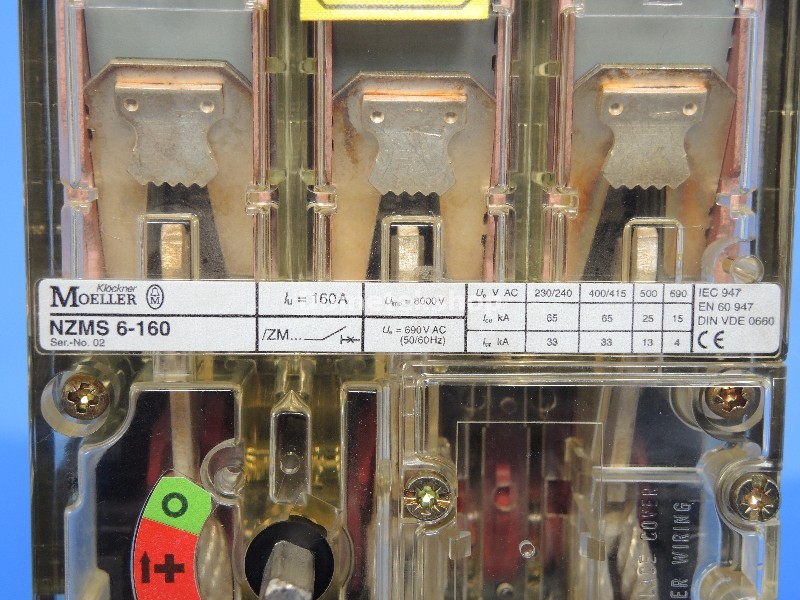 Klöckner
MOELLER
NZMS 6-160
Ser.-No. 02
Iu = 160A
/ZM...
Uimp = 8000V
Ue = 690V AC
(50/60Hz)
Ue V AC 230/240 400/415 500 690
Icu kA 65 65 25 15
Ics kA 33 33 13 4
IEC 947
EN 60 947
DIN VDE 0660
CE
COVER
WIRING